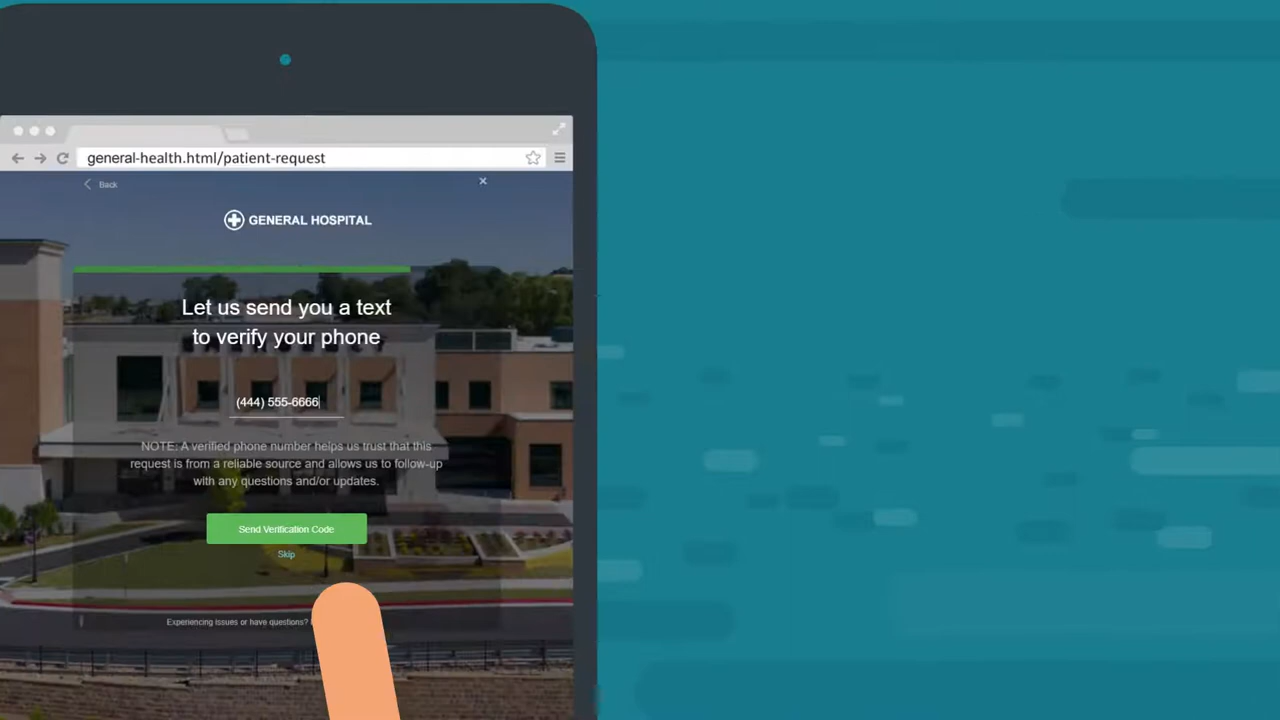 general-health.html/patient-request
Back
GENERAL HOSPITAL
Let us send you a text
to verify your phone
(444) 555-6666
NOTE: A verified phone number helps us trust that this
request is from a reliable source and allows us to follow-up
with any questions and/or updates.
Send Verification Code
Skip
Experiencing issues or have questions?